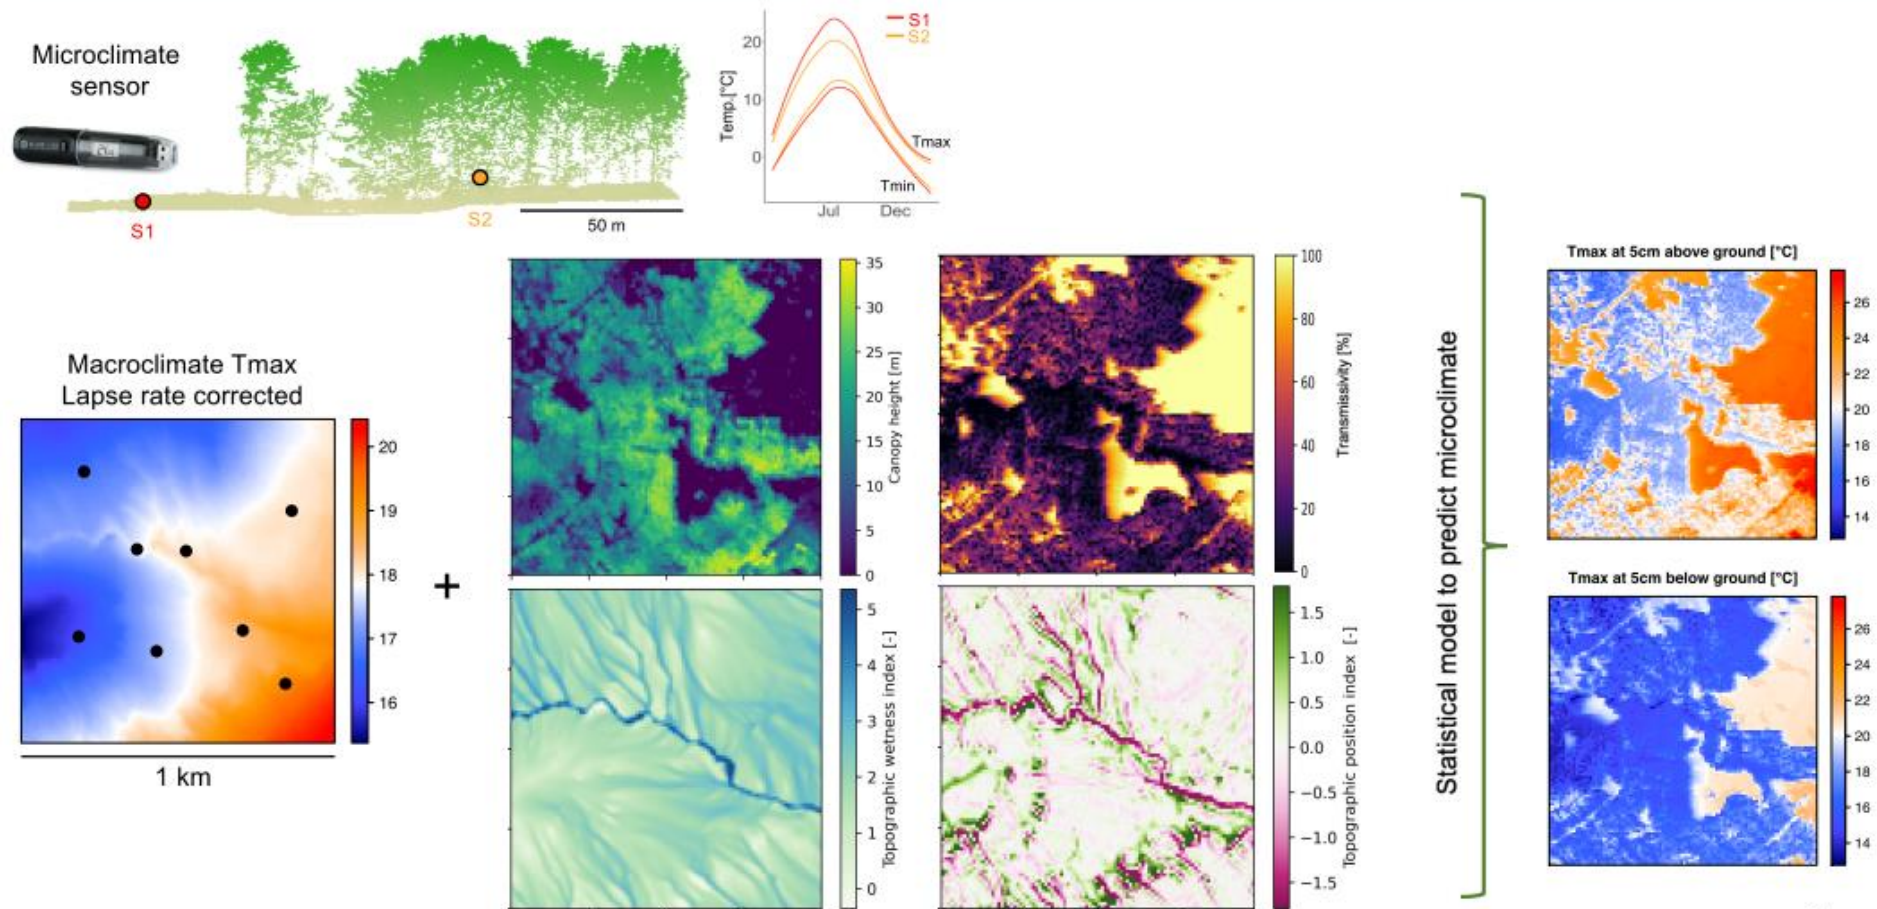 Microclimate
sensor
S1
S2
50 m
Temp.[°C]
20
10
0
S1
S2
Tmax
Tmin
Jul
Dec
Macroclimate Tmax
Lapse rate corrected
20
19
18
17
16
1 km
+
35
30
25
20
15
10
5
0
Canopy height [m]
100
80
60
40
20
0
Transmissivity [%]
5
4
3
2
1
0
Topographic wetness index [-]
1.5
1.0
0.5
0.0
−0.5
−1.0
−1.5
Topographic position index [-]
Statistical model to predict microclimate
Tmax at 5cm above ground [°C]
26
24
22
20
18
16
14
Tmax at 5cm below ground [°C]
26
24
22
20
18
16
14